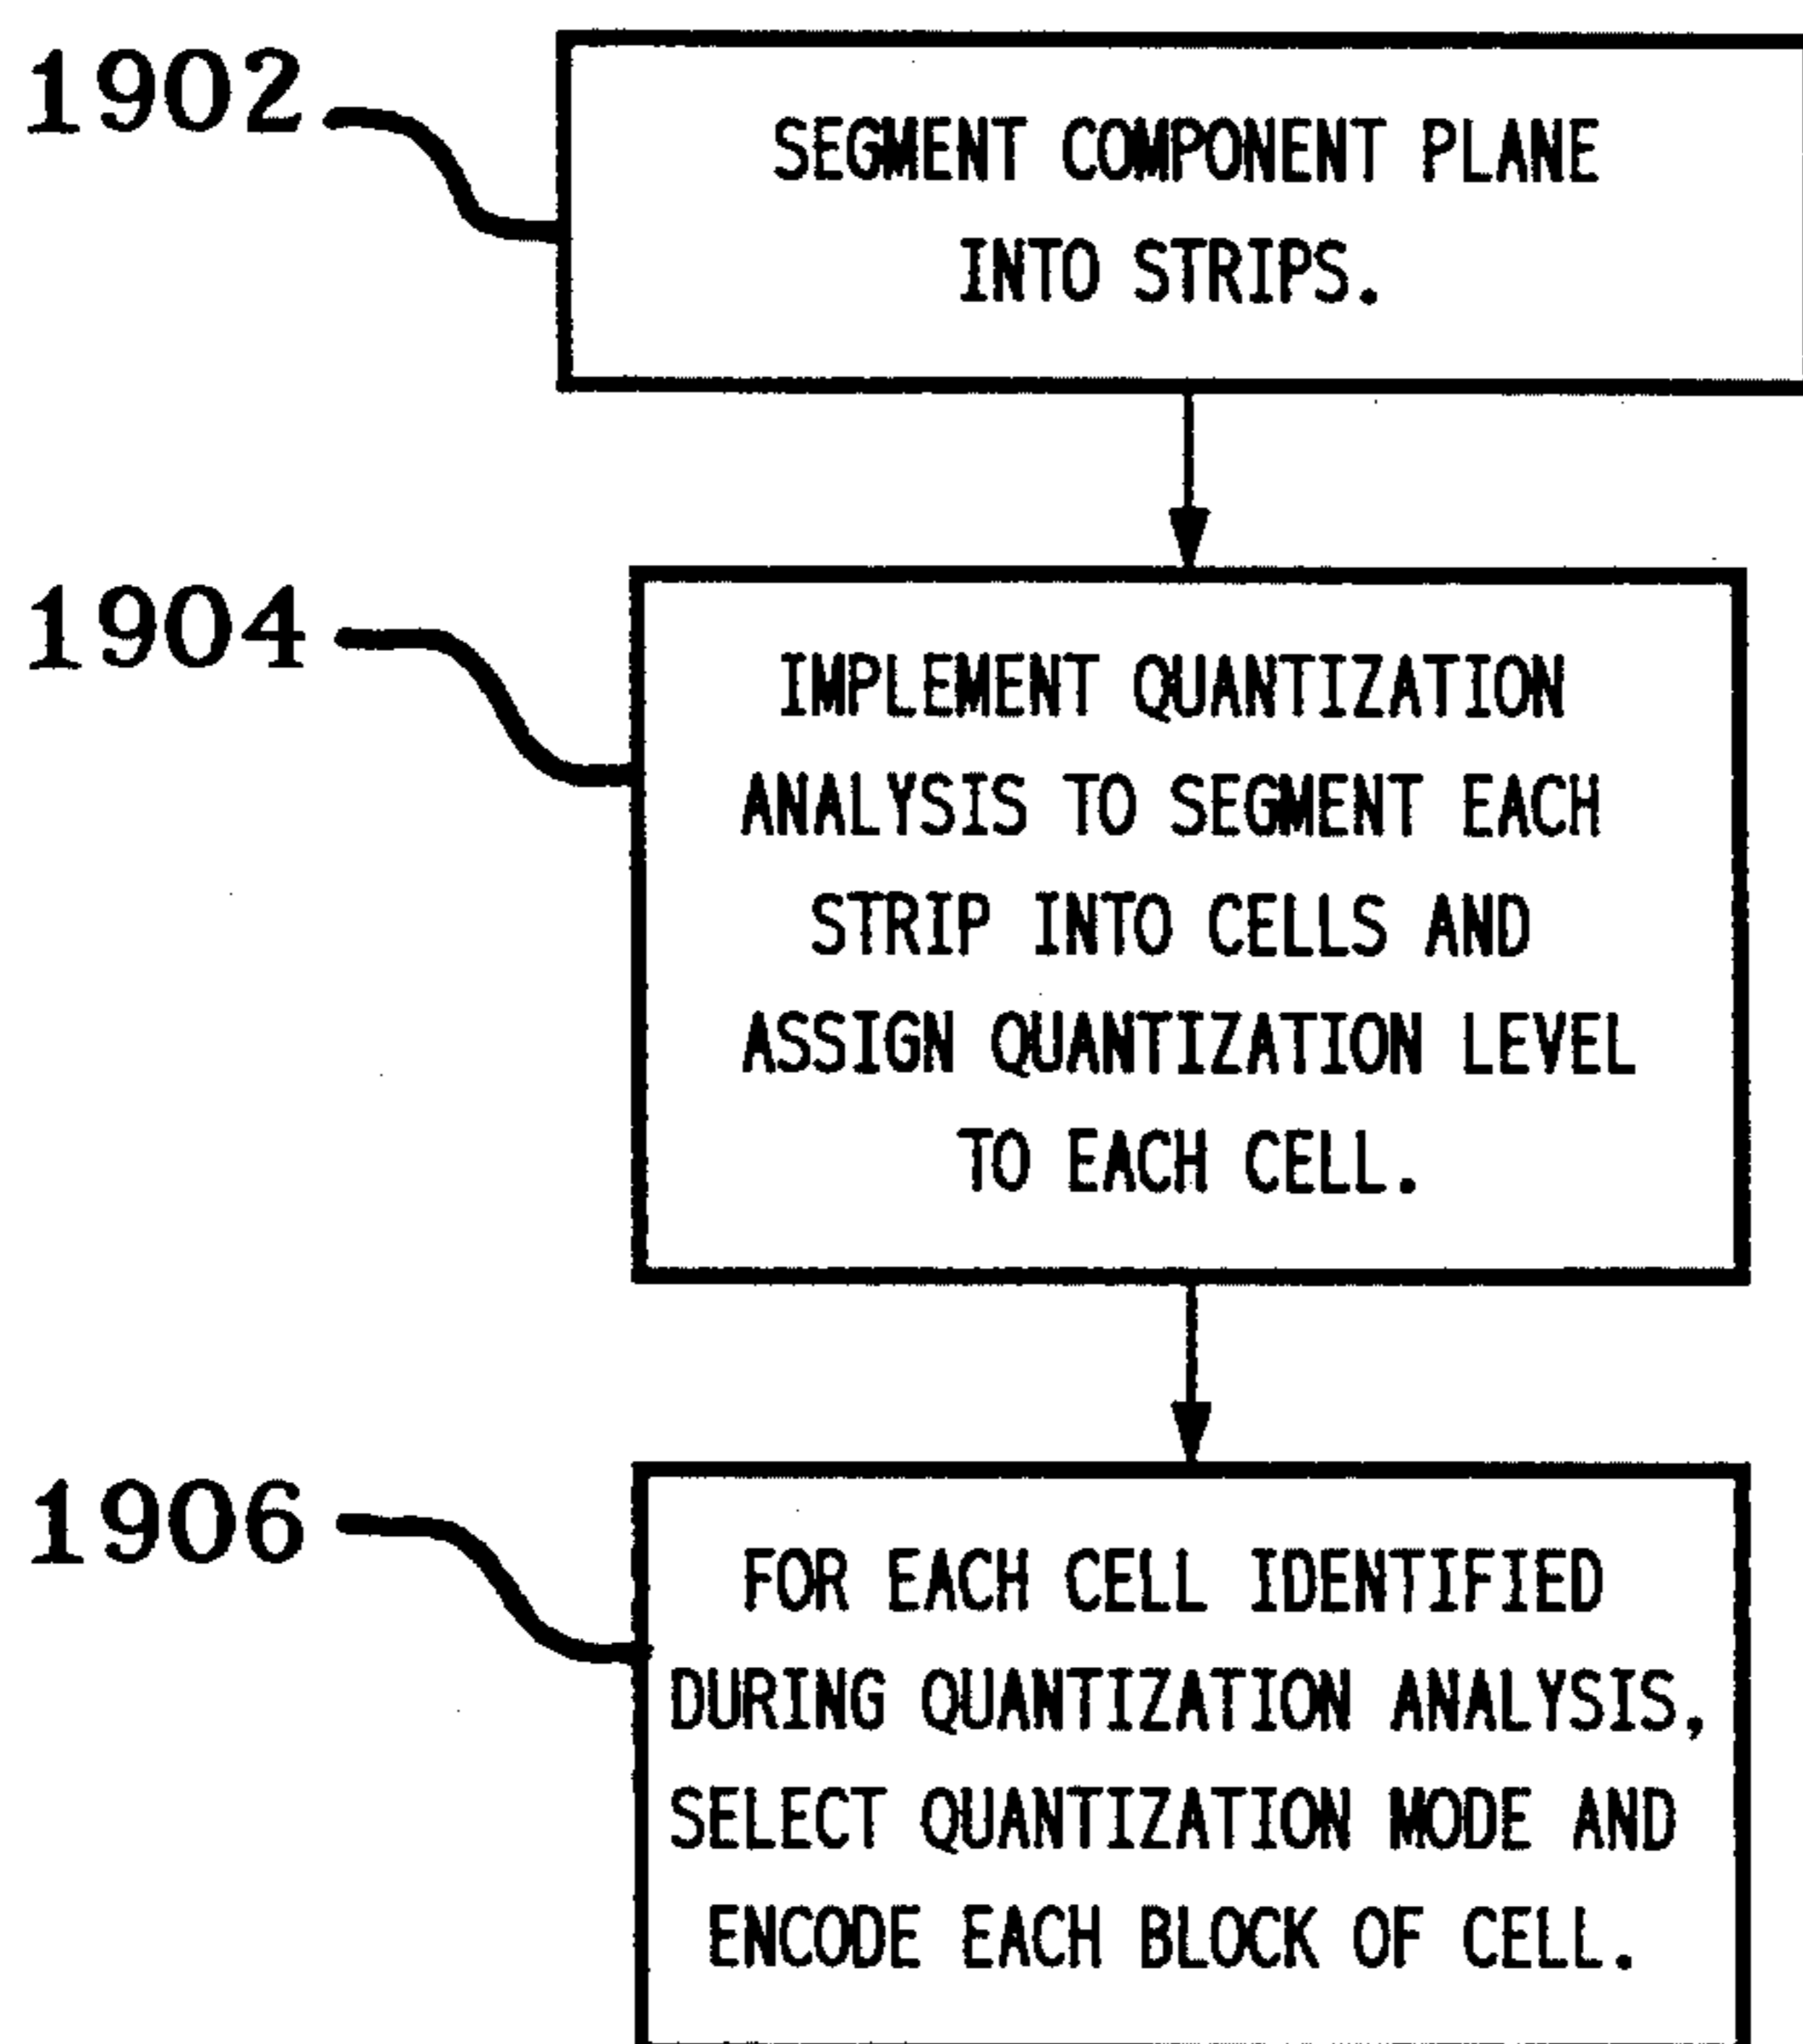 1902
SEGMENT COMPONENT PLANE
INTO STRIPS.
1904
IMPLEMENT QUANTIZATION
ANALYSIS TO SEGMENT EACH
STRIP INTO CELLS AND
ASSIGN QUANTIZATION LEVEL
TO EACH CELL.
1906
FOR EACH CELL IDENTIFIED
DURING QUANTIZATION ANALYSIS,
SELECT QUANTIZATION MODE AND
ENCODE EACH BLOCK OF CELL.